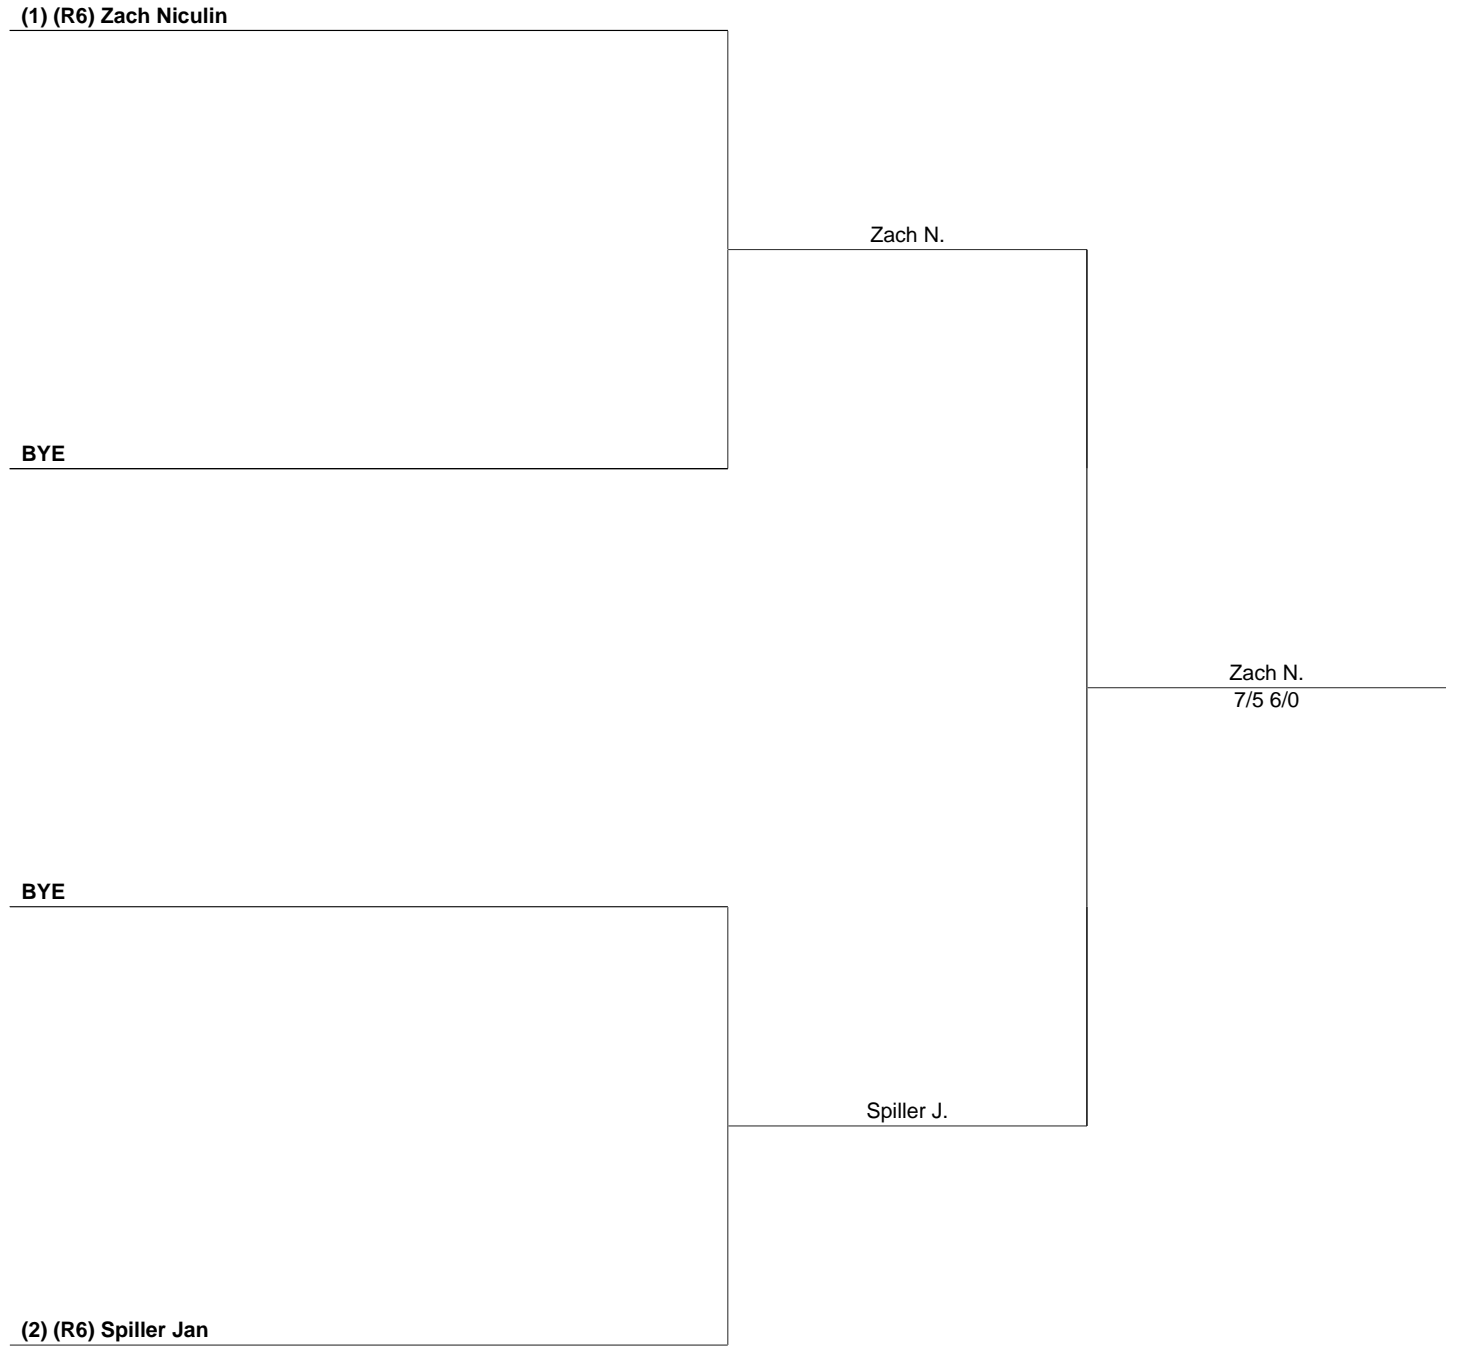 (1) (R6) Zach Niculin
Zach N.
BYE
Zach N.
7/5 6/0
BYE
Spiller J.
(2) (R6) Spiller Jan